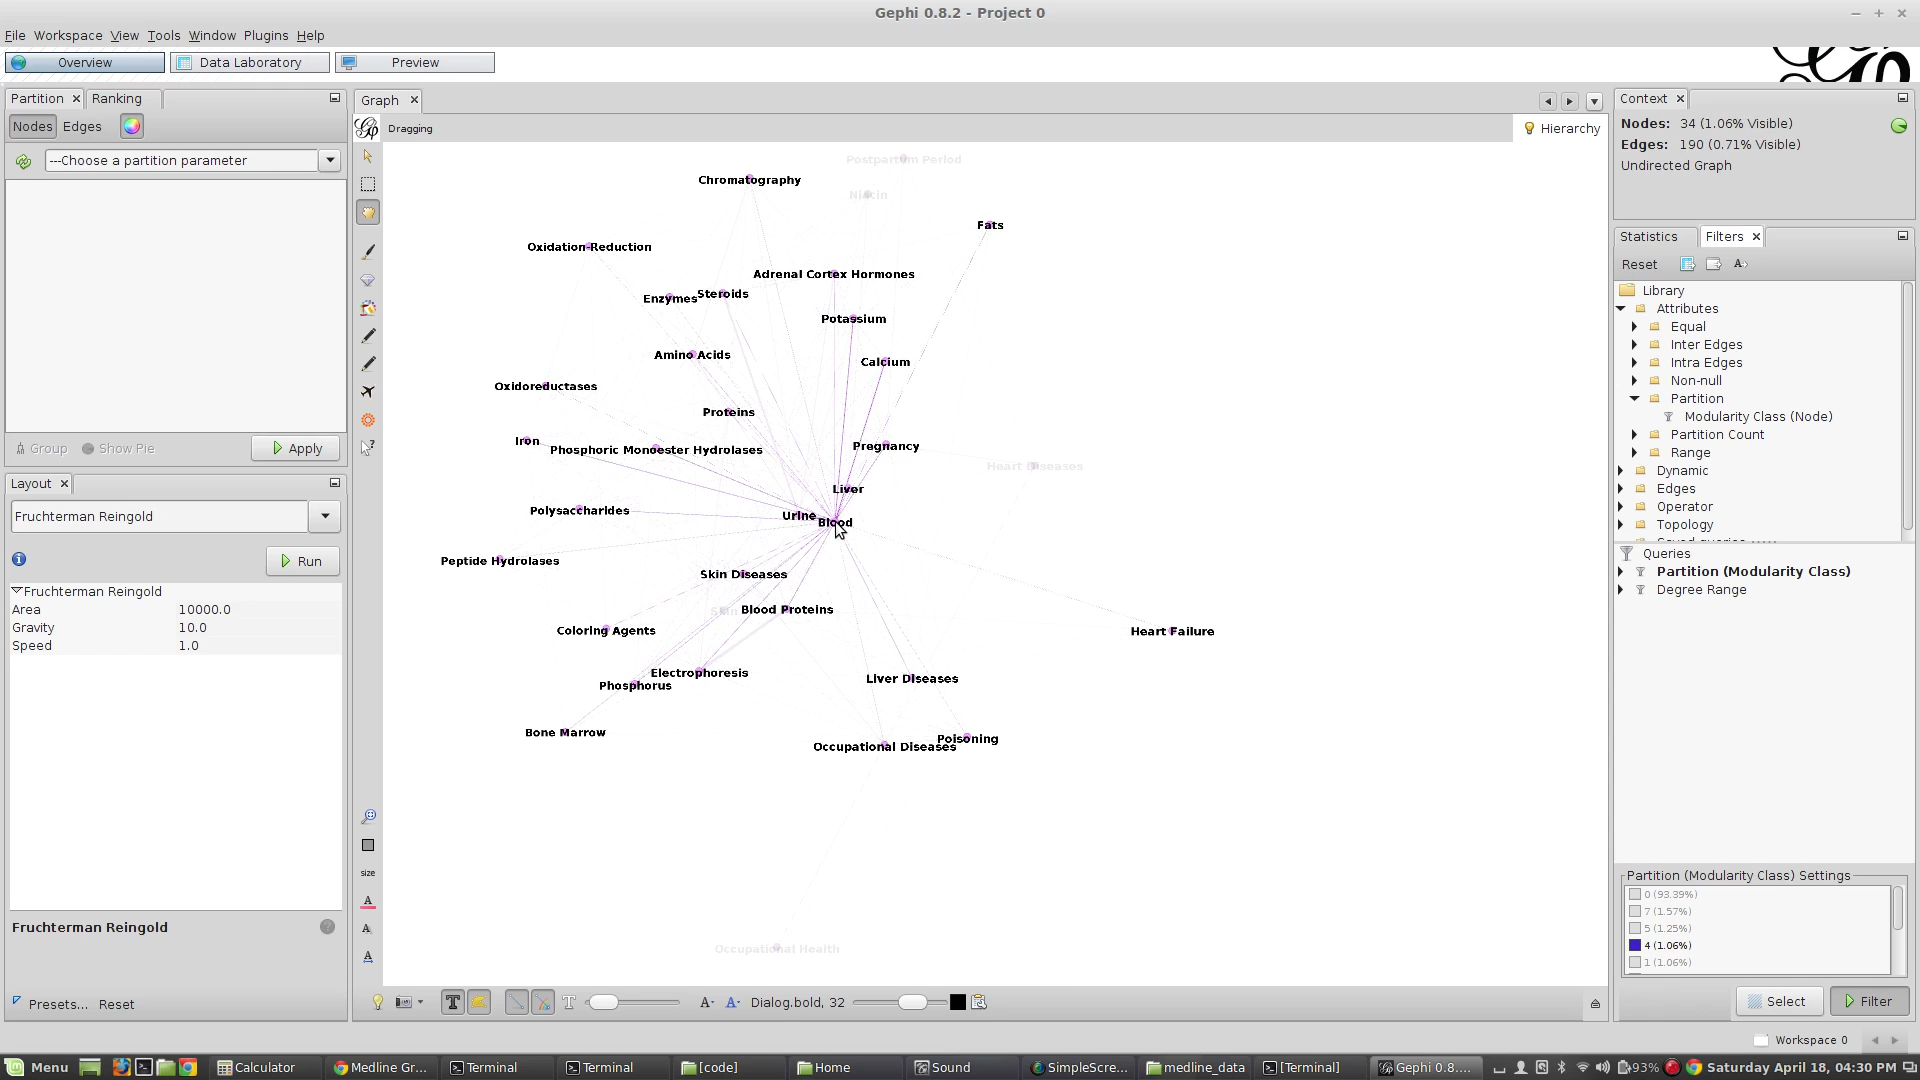 Gephi 0.8.2 - Project 0
File Workspace View Tools Window Plugins Help
Overview Data Laboratory Preview
Partition Ranking
Nodes Edges
---Choose a partition parameter
Group Show Pie Apply
Layout
Fruchterman Reingold
Run
Fruchterman Reingold
Area 10000.0
Gravity 10.0
Speed 1.0
Fruchterman Reingold
Presets... Reset
Graph
Dragging
Hierarchy
size
Postpartum Period
Chromatography
Niacin
Fats
Oxidation-Reduction
Adrenal Cortex Hormones
Enzymes
Steroids
Potassium
Amino Acids
Calcium
Oxidoreductases
Proteins
Iron
Phosphoric Monoester Hydrolases
Pregnancy
Heart Diseases
Liver
Polysaccharides
Urine
Blood
Peptide Hydrolases
Skin Diseases
Skin
Blood Proteins
Coloring Agents
Heart Failure
Electrophoresis
Phosphorus
Liver Diseases
Bone Marrow
Occupational Diseases
Poisoning
Occupational Health
Dialog.bold, 32
Context
Nodes: 34 (1.06% Visible)
Edges: 190 (0.71% Visible)
Undirected Graph
Statistics Filters
Reset
Library
Attributes
Equal
Inter Edges
Intra Edges
Non-null
Partition
Modularity Class (Node)
Partition Count
Range
Dynamic
Edges
Operator
Topology
Queries
Partition (Modularity Class)
Degree Range
Partition (Modularity Class) Settings
0 (93.39%)
7 (1.57%)
5 (1.25%)
4 (1.06%)
1 (1.06%)
Select Filter
Workspace 0
Menu Calculator Medline Gr... Terminal Terminal [code] Home Sound SimpleScre... medline_data [Terminal] Gephi 0.8.... 93% Saturday April 18, 04:30 PM